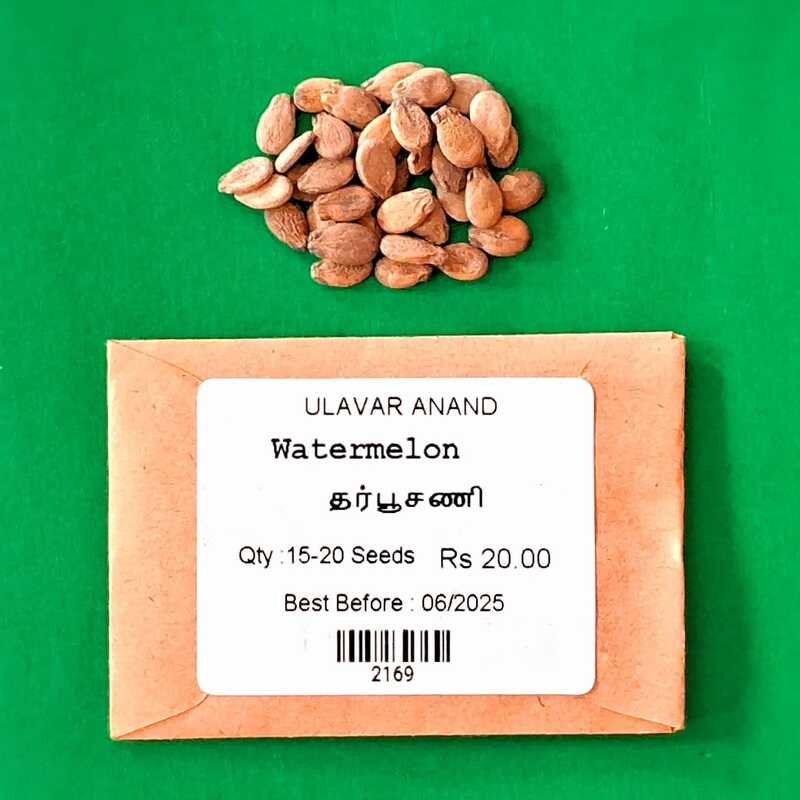 ULAVAR ANAND
Watermelon
தர்பூசணி
Qty :15-20 Seeds Rs 20.00
Best Before : 06/2025
2169